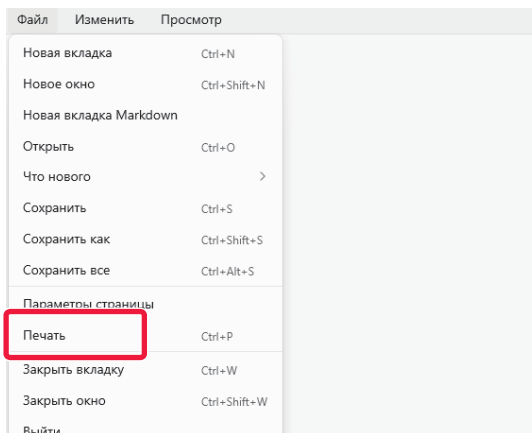 Файл Изменить Просмотр
Новая вкладка Ctrl+N
Новое окно Ctrl+Shift+N
Новая вкладка Markdown
Открыть Ctrl+O
Что нового
Сохранить Ctrl+S
Сохранить как Ctrl+Shift+S
Сохранить все Ctrl+Alt+S
Параметры страницы
Печать Ctrl+P
Закрыть вкладку Ctrl+W
Закрыть окно Ctrl+Shift+W
Выйти